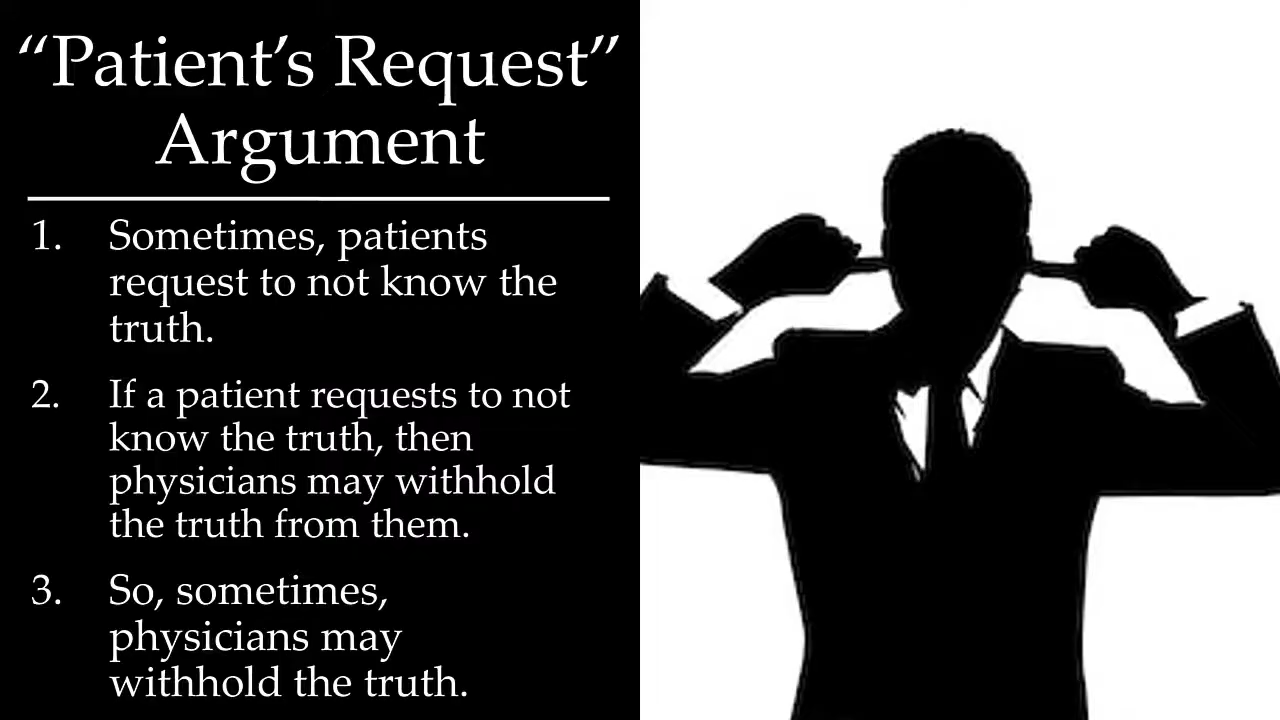 “Patient’s Request”
Argument
1. Sometimes, patients
request to not know the
truth.
2. If a patient requests to not
know the truth, then
physicians may withhold
the truth from them.
3. So, sometimes,
physicians may
withhold the truth.